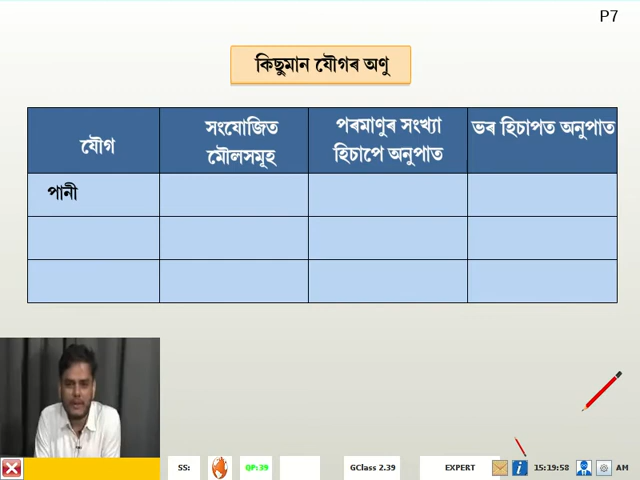 P7
কিছুমান যৌগৰ অণু
যৌগ
সংযোজিত
মৌলসমূহ
পৰমাণুৰ সংখ্যা
হিচাপে অনুপাত
ভৰ হিচাপত অনুপাত
পানী
SS:
QP:39
GClass 2.39
EXPERT
15:19:58
AM